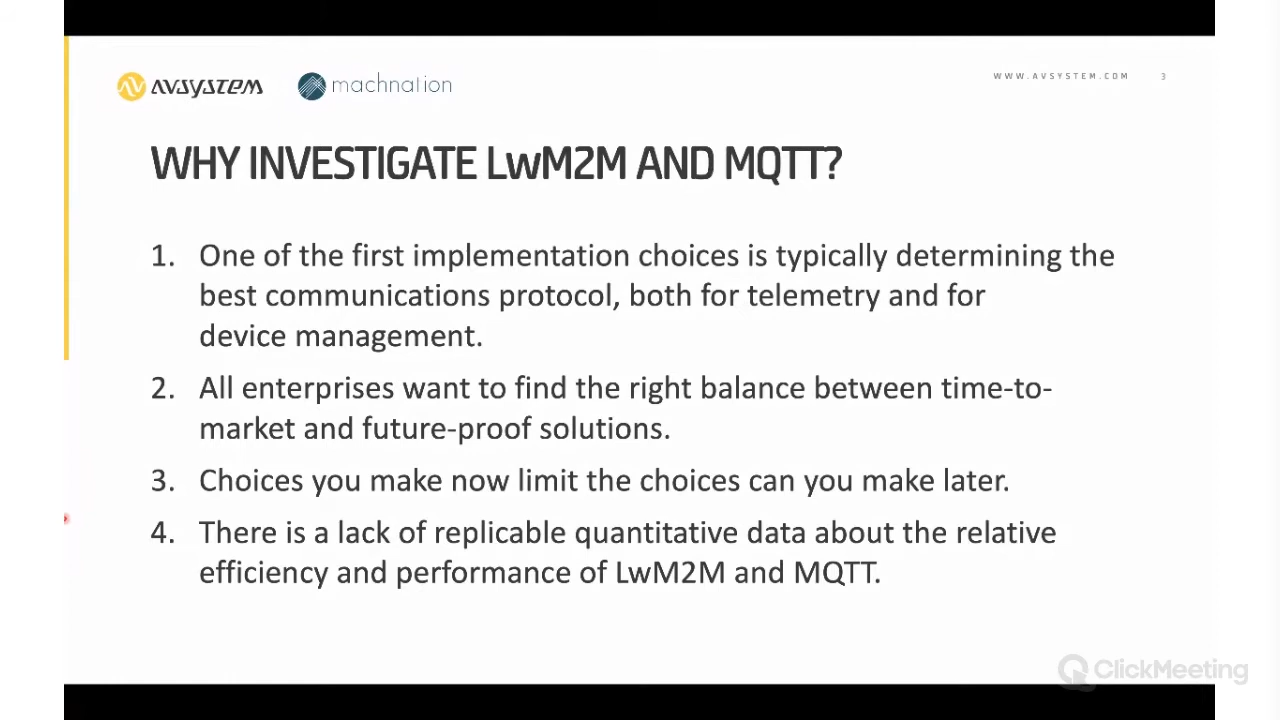 AVSYSTEM
machnation
WWW.AVSYSTEM.COM 3
WHY INVESTIGATE LwM2M AND MQTT?
1. One of the first implementation choices is typically determining the
best communications protocol, both for telemetry and for
device management.
2. All enterprises want to find the right balance between time-to-
market and future-proof solutions.
3. Choices you make now limit the choices can you make later.
4. There is a lack of replicable quantitative data about the relative
efficiency and performance of LwM2M and MQTT.
ClickMeeting